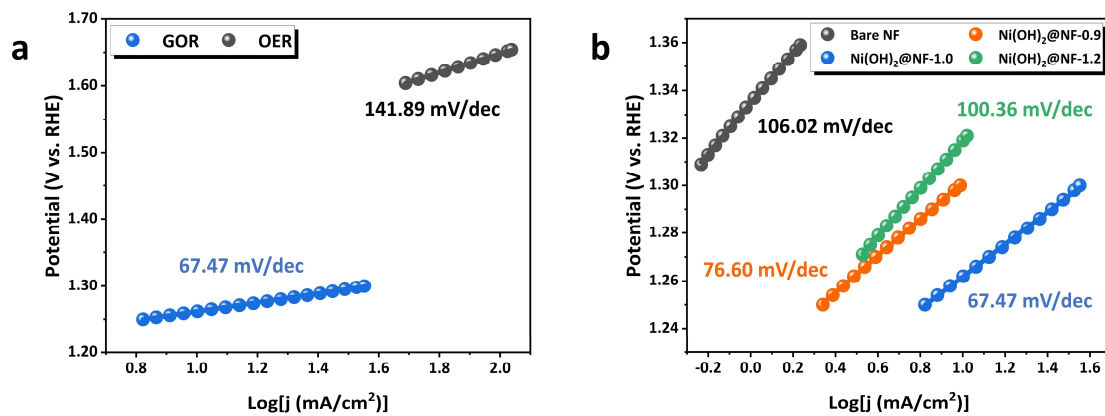 a
GOR OER
Potential (V vs. RHE)
1.70
1.60
1.50
1.40
1.30
1.20
141.89 mV/dec
67.47 mV/dec
0.8 1.0 1.2 1.4 1.6 1.8 2.0
Log[j (mA/cm²)]
b
Bare NF Ni(OH)₂@NF-0.9
Ni(OH)₂@NF-1.0 Ni(OH)₂@NF-1.2
Potential (V vs. RHE)
1.36
1.34
1.32
1.30
1.28
1.26
1.24
106.02 mV/dec
100.36 mV/dec
76.60 mV/dec
67.47 mV/dec
-0.2 0.0 0.2 0.4 0.6 0.8 1.0 1.2 1.4 1.6
Log[j (mA/cm²)]